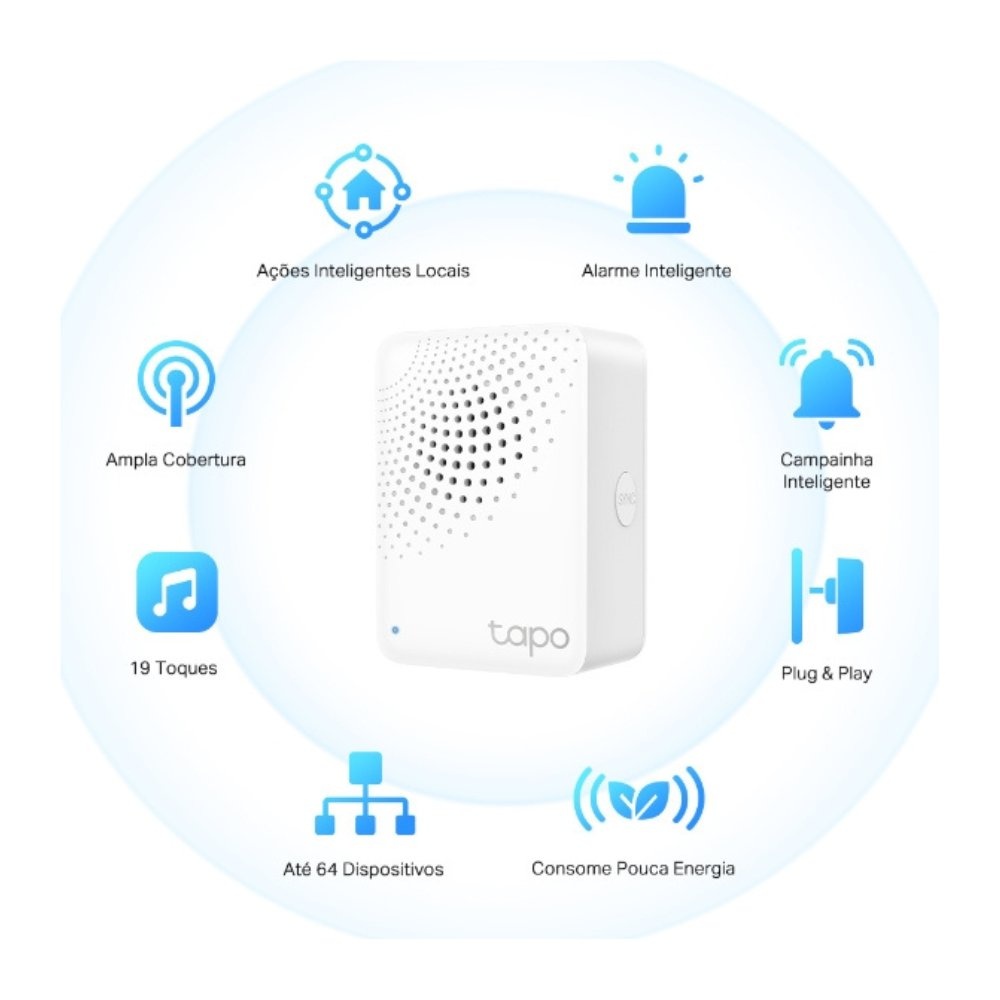 Ações Inteligentes Locais
Alarme Inteligente
Ampla Cobertura
Campainha
Inteligente
SYNC
tapo
19 Toques
Plug & Play
Até 64 Dispositivos
Consome Pouca Energia